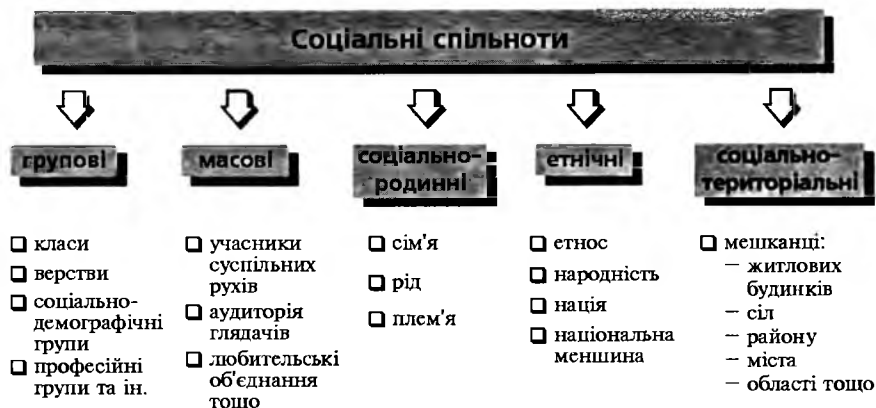 Соціальні спільноти
групові
масові
соціально-
родинні
етнічні
соціально-
територіальні
❑ класи
❑ верстви
❑ соціально-
демографічні
групи
❑ професійні
групи та ін.
❑ учасники
суспільних
рухів
❑ аудиторія
глядачів
❑ любительські
об'єднання
тощо
❑ сім'я
❑ рід
❑ плем'я
❑ етнос
❑ народність
❑ нація
❑ національна
меншина
❑ мешканці:
– житлових
будинків
– сіл
– району
– міста
– області тощо